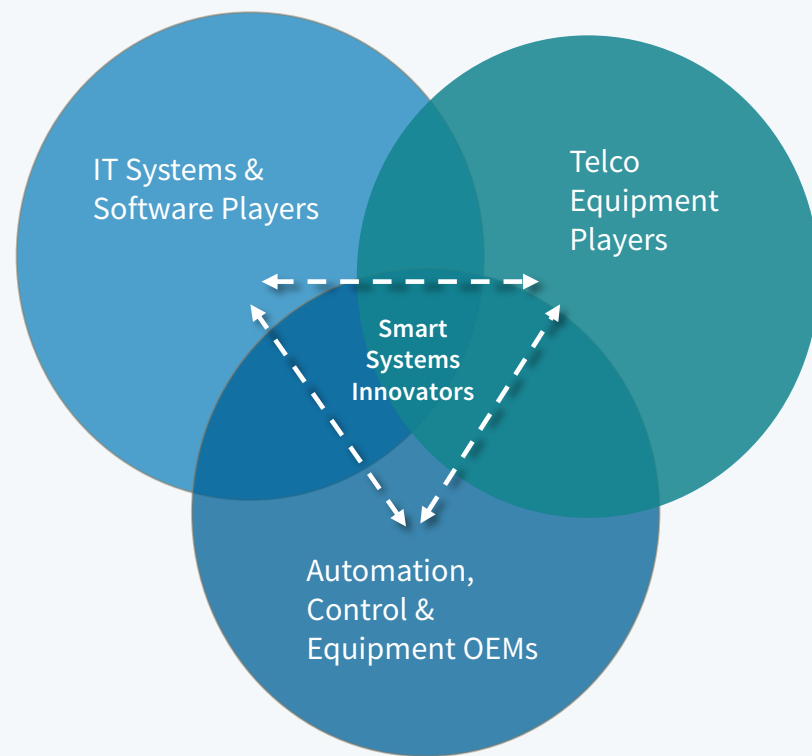 IT Systems &
Software Players
Telco
Equipment
Players
Smart
Systems
Innovators
Automation,
Control &
Equipment OEMs